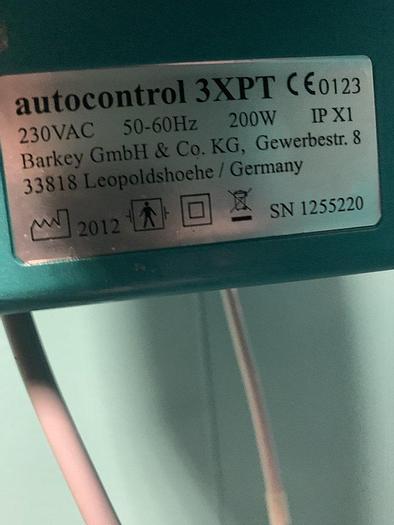 autocontrol 3XPT CE0123
230VAC 50-60Hz 200W IP X1
Barkey GmbH & Co. KG, Gewerbestr. 8
33818 Leopoldshoehe / Germany
2012 SN 1255220